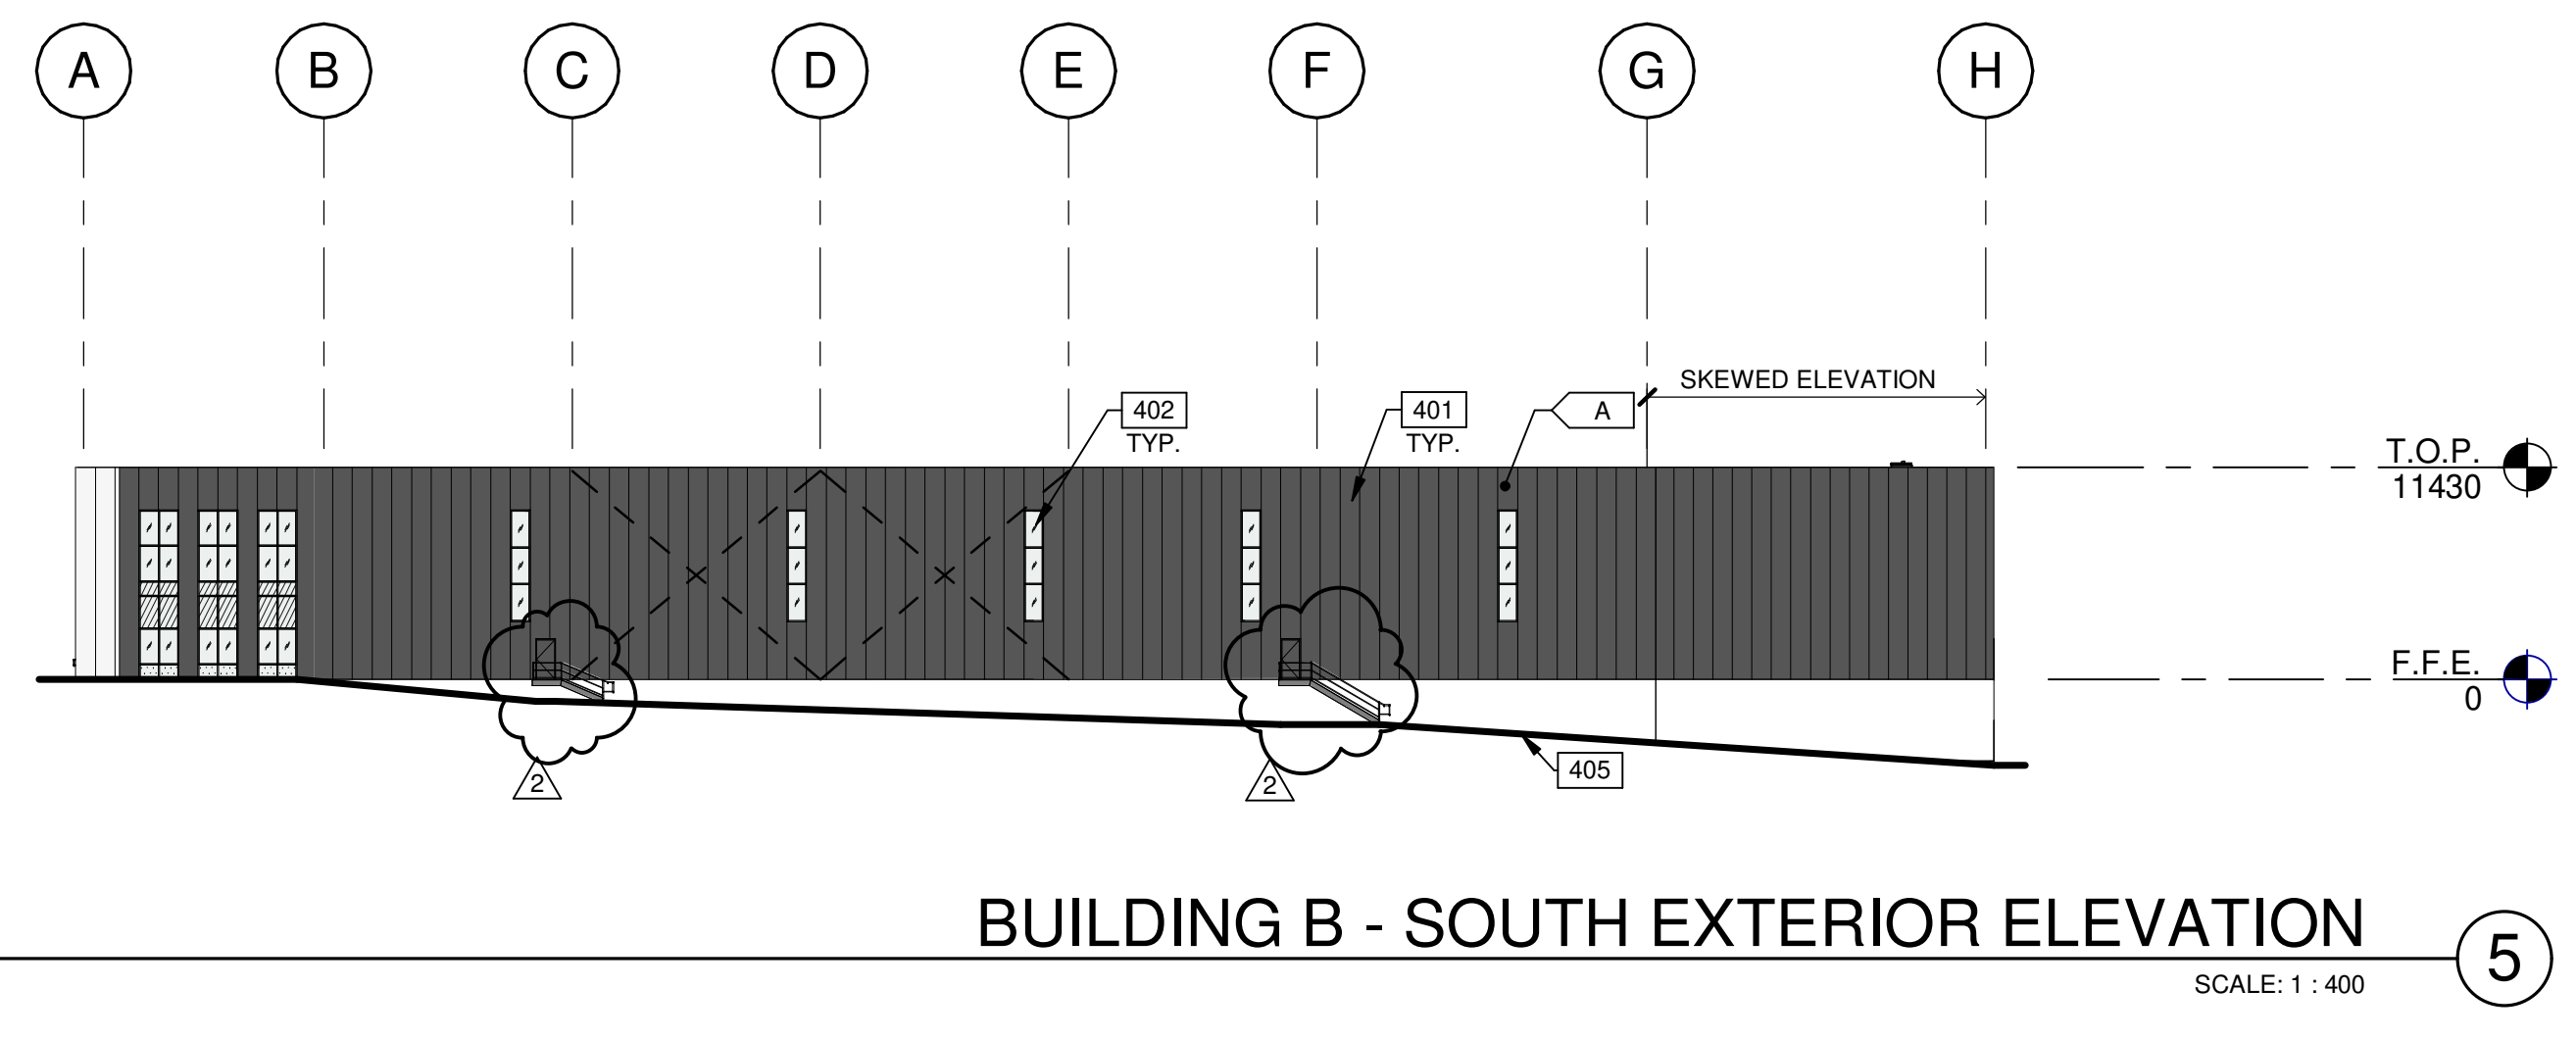 A B C D E F G H
SKEWED ELEVATION
402
TYP.
401
TYP.
A
T.O.P.
11430
F.F.E.
0
2
2
405
BUILDING B - SOUTH EXTERIOR ELEVATION
5
SCALE: 1 : 400